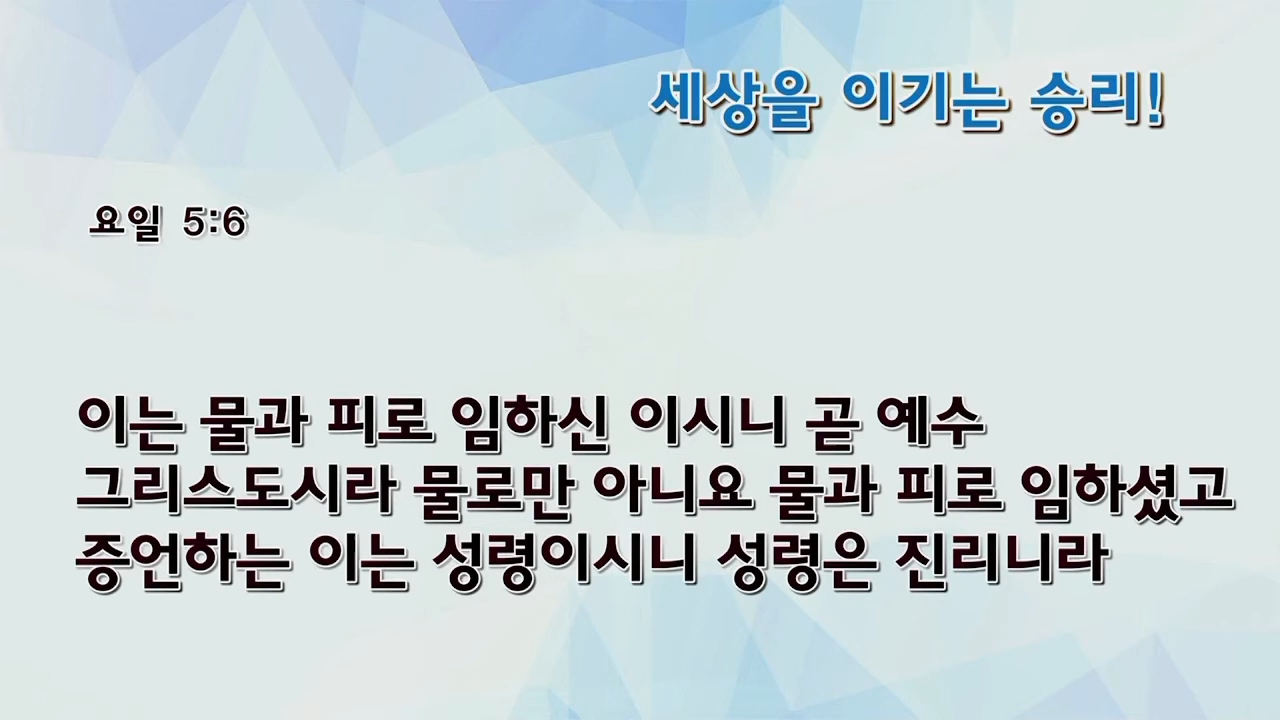 세상을 이기는 승리!
요일 5:6
이는 물과 피로 임하신 이시니 곧 예수
그리스도시라 물로만 아니요 물과 피로 임하셨고
증언하는 이는 성령이시니 성령은 진리니라